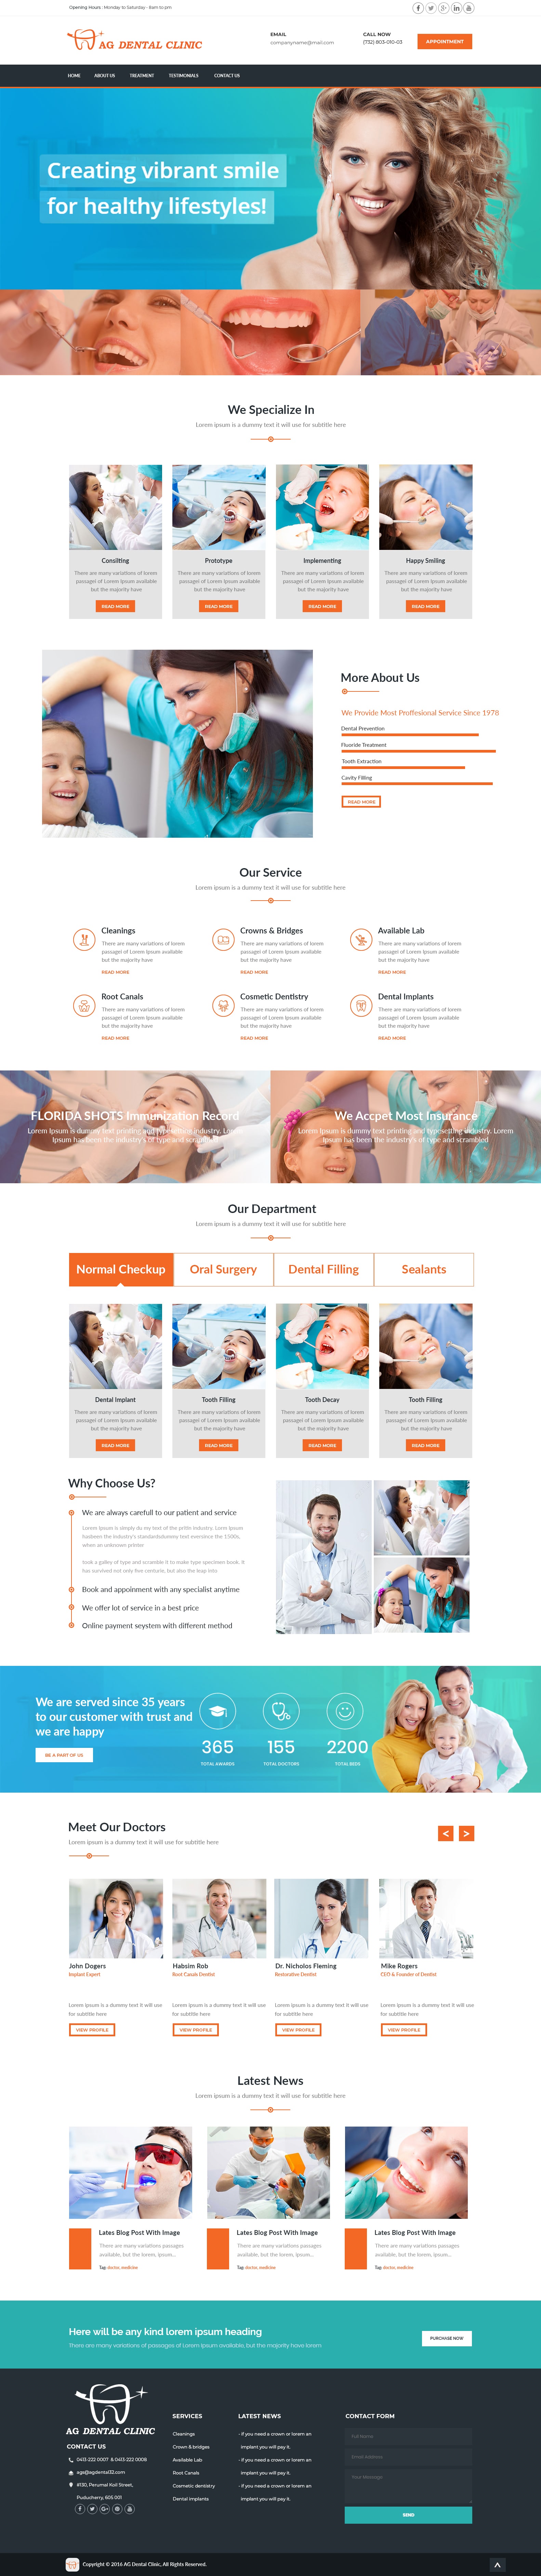 Opening Hours : Monday to Saturday - 8am to pm
AG DENTAL CLINIC
EMAIL
companyname@mail.com
CALL NOW
(732) 803-010-03
APPOINTMENT
HOME ABOUT US TREATMENT TESTIMONIALS CONTACT US
Creating vibrant smile
for healthy lifestyles!
We Specialize In
Lorem ipsum is a dummy text it will use for subtitle here
Consiiting
There are many variations of lorem
passagel of Lorem Ipsum available
but the majority have
READ MORE
Prototype
There are many variations of lorem
passagel of Lorem Ipsum available
but the majority have
READ MORE
Implementing
There are many variations of lorem
passagel of Lorem Ipsum available
but the majority have
READ MORE
Happy Smiling
There are many variations of lorem
passagel of Lorem Ipsum available
but the majority have
READ MORE
More About Us
We Provide Most Proffesional Service Since 1978
Dental Prevention
Fluoride Treatment
Tooth Extraction
Cavity Filling
READ MORE
Our Service
Lorem ipsum is a dummy text it will use for subtitle here
Cleanings
There are many variations of lorem
passagel of Lorem Ipsum available
but the majority have
READ MORE
Crowns & Bridges
There are many variations of lorem
passagel of Lorem Ipsum available
but the majority have
READ MORE
Available Lab
There are many variations of lorem
passagel of Lorem Ipsum available
but the majority have
READ MORE
Root Canals
There are many variations of lorem
passagel of Lorem Ipsum available
but the majority have
READ MORE
Cosmetic Dentistry
There are many variations of lorem
passagel of Lorem Ipsum available
but the majority have
READ MORE
Dental Implants
There are many variations of lorem
passagel of Lorem Ipsum available
but the majority have
READ MORE
FLORIDA SHOTS Immunization Record
Lorem Ipsum is dummy text printing and typesetting industry. Lorem
Ipsum has been the industry's of type and scrambled
We Accpet Most Insurance
Lorem Ipsum is dummy text printing and typesetting industry. Lorem
Ipsum has been the industry's of type and scrambled
Our Department
Lorem ipsum is a dummy text it will use for subtitle here
Normal Checkup
Oral Surgery
Dental Filling
Sealants
Dental Implant
There are many variations of lorem
passagel of Lorem Ipsum available
but the majority have
READ MORE
Tooth Filling
There are many variations of lorem
passagel of Lorem Ipsum available
but the majority have
READ MORE
Tooth Decay
There are many variations of lorem
passagel of Lorem Ipsum available
but the majority have
READ MORE
Tooth Filling
There are many variations of lorem
passagel of Lorem Ipsum available
but the majority have
READ MORE
Why Choose Us?
We are always carefull to our patient and service
Lorem Ipsum is simply du my text of the prite industry. Lorem Ipsum
hasbeen the industry's standardsdummy text eversince the 1500s,
when an unknown printer
took a galley of type and scramble it to make type specimen book. It
has survived not only five centurie, but also the leap into
Book and appoinment with any specialist anytime
We offer lot of service in a best price
Online payment seystem with different method
We are served since 35 years
to our customer with trust and
we are happy
BE A PART OF US
365
TOTAL AWARDS
155
TOTAL DOCTORS
2200
TOTAL BEDS
Meet Our Doctors
Lorem ipsum is a dummy text it will use for subtitle here
< >
John Dogers
Implant Expert
Lorem ipsum is a dummy text it will use
for subtitle here
VIEW PROFILE
Habsim Rob
Root Canals Dentist
Lorem ipsum is a dummy text it will use
for subtitle here
VIEW PROFILE
Dr. Nicholos Fleming
Restorative Dentist
Lorem ipsum is a dummy text it will use
for subtitle here
VIEW PROFILE
Mike Rogers
CEO & Founder of Dentist
Lorem ipsum is a dummy text it will use
for subtitle here
VIEW PROFILE
Latest News
Lorem ipsum is a dummy text it will use for subtitle here
Lates Blog Post With Image
There are many variations passages
available, but the lorem, ipsum...
Tag: doctor, medicine
Lates Blog Post With Image
There are many variations passages
available, but the lorem, ipsum...
Tag: doctor, medicine
Lates Blog Post With Image
There are many variations passages
available, but the lorem, ipsum...
Tag: doctor, medicine
Here will be any kind lorem ipsum heading
There are many variations of passages of Lorem Ipsum available, but the majority have lorem
PURCHASE NOW
AG DENTAL CLINIC
CONTACT US
0413-222 0007 & 0413-222 0008
ags@agdental32.com
#130, Perumal Koil Street,
Puducherry, 605 001
SERVICES
Cleanings
Crown & bridges
Available Lab
Root Canals
Cosmetic dentistry
Dental implants
LATEST NEWS
- if you need a crown or lorem an
implant you will pay it.
- if you need a crown or lorem an
implant you will pay it.
- if you need a crown or lorem an
implant you will pay it.
CONTACT FORM
Full Name
Email Address
Your Message
SEND
Copyright © 2016 AG Dental Clinic, All Rights Reserved.